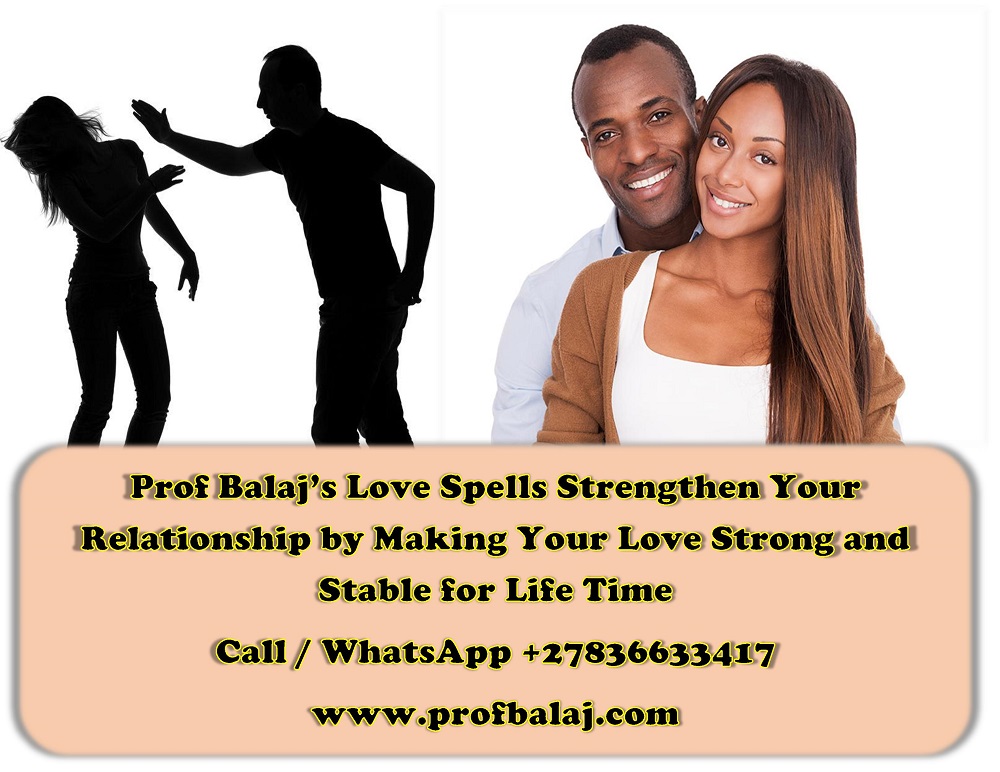 Prof Balaj’s Love Spells Strengthen Your
Relationship by Making Your Love Strong and
Stable for Life Time
Call / WhatsApp +27836633417
www.profbalaj.com